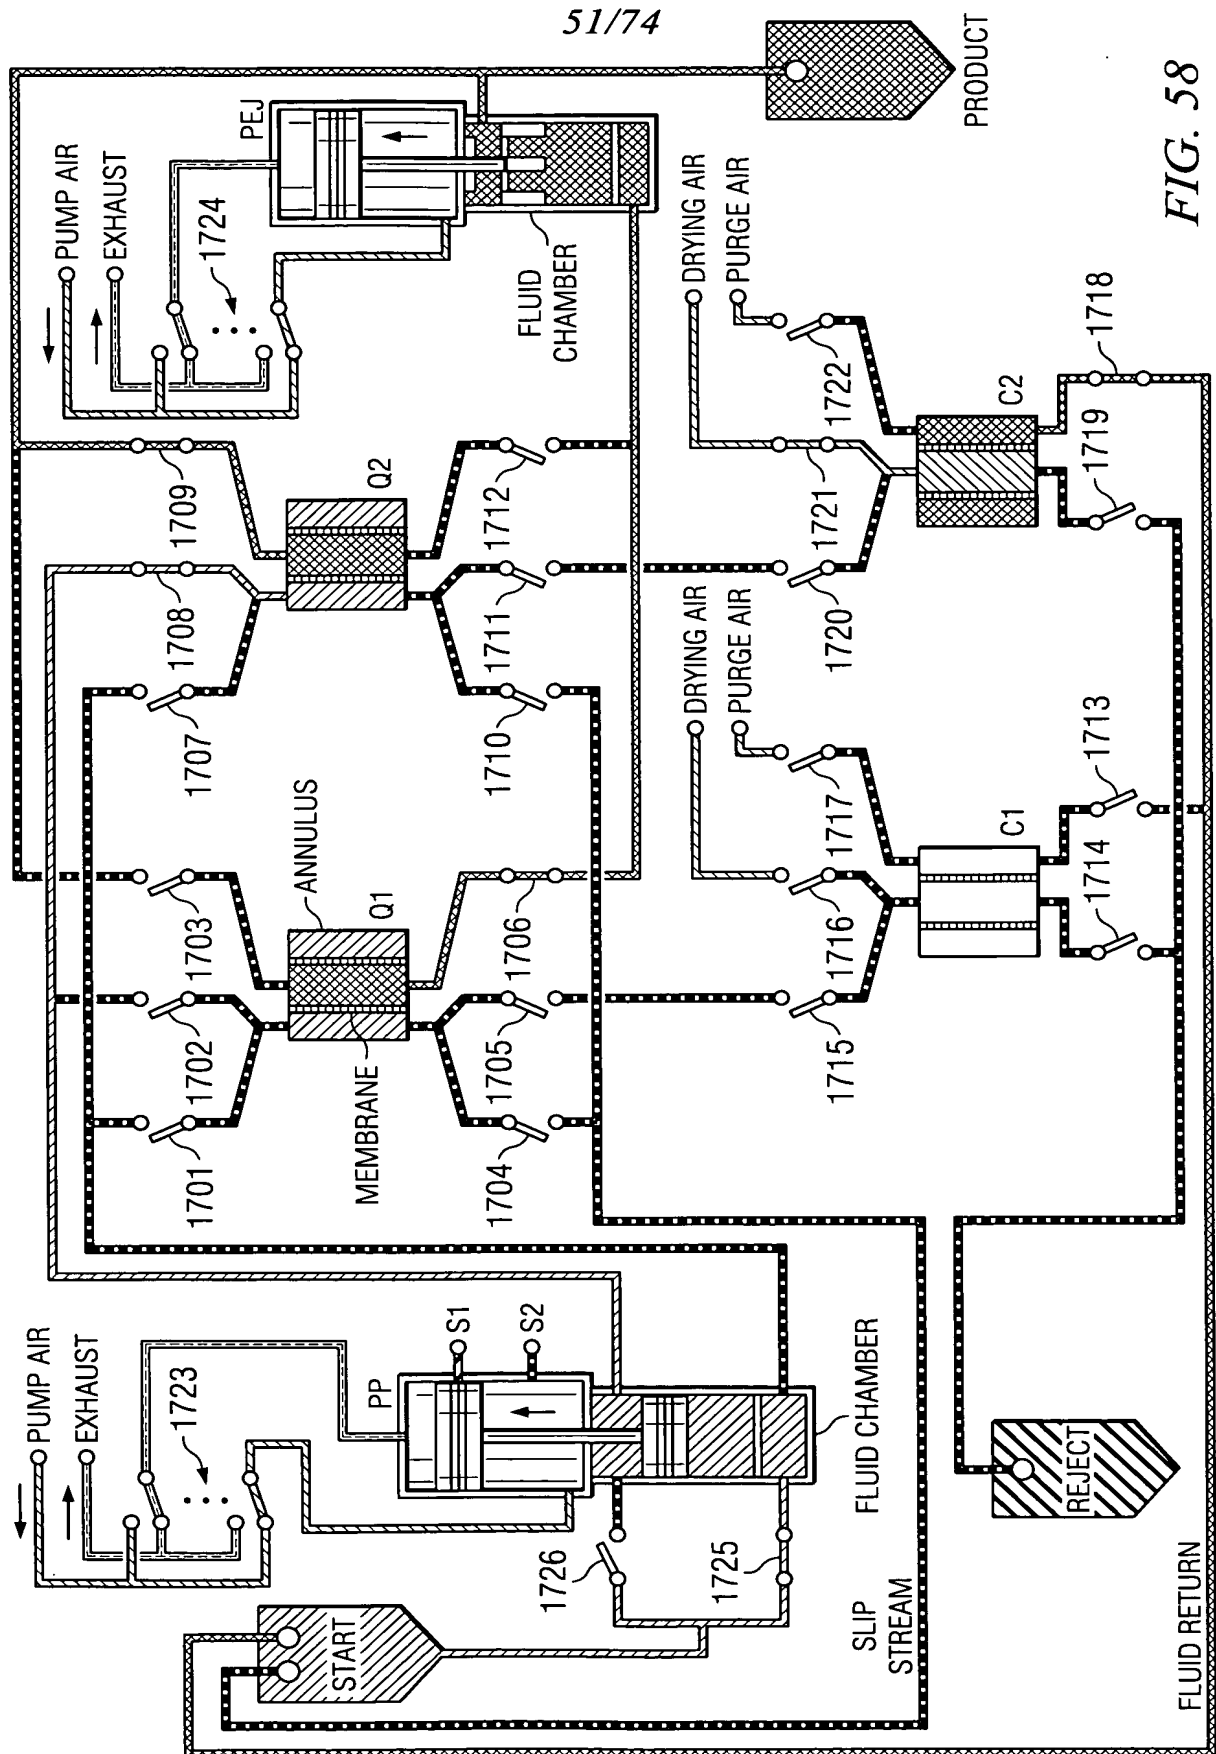 51/74
PUMP AIR
EXHAUST
1723
START
PP
S1
S2
1726
1725
FLUID CHAMBER
SLIP
STREAM
REJECT
FLUID RETURN
1701
1702
1703
MEMBRANE
ANNULUS
Q1
1704
1705
1706
1707
1708
1709
Q2
1710
1711
1712
PUMP AIR
EXHAUST
1724
PEJ
FLUID
CHAMBER
PRODUCT
DRYING AIR
PURGE AIR
1715
1716
1717
C1
1714
1713
DRYING AIR
PURGE AIR
1720
1721
1722
C2
1719
1718
FIG. 58